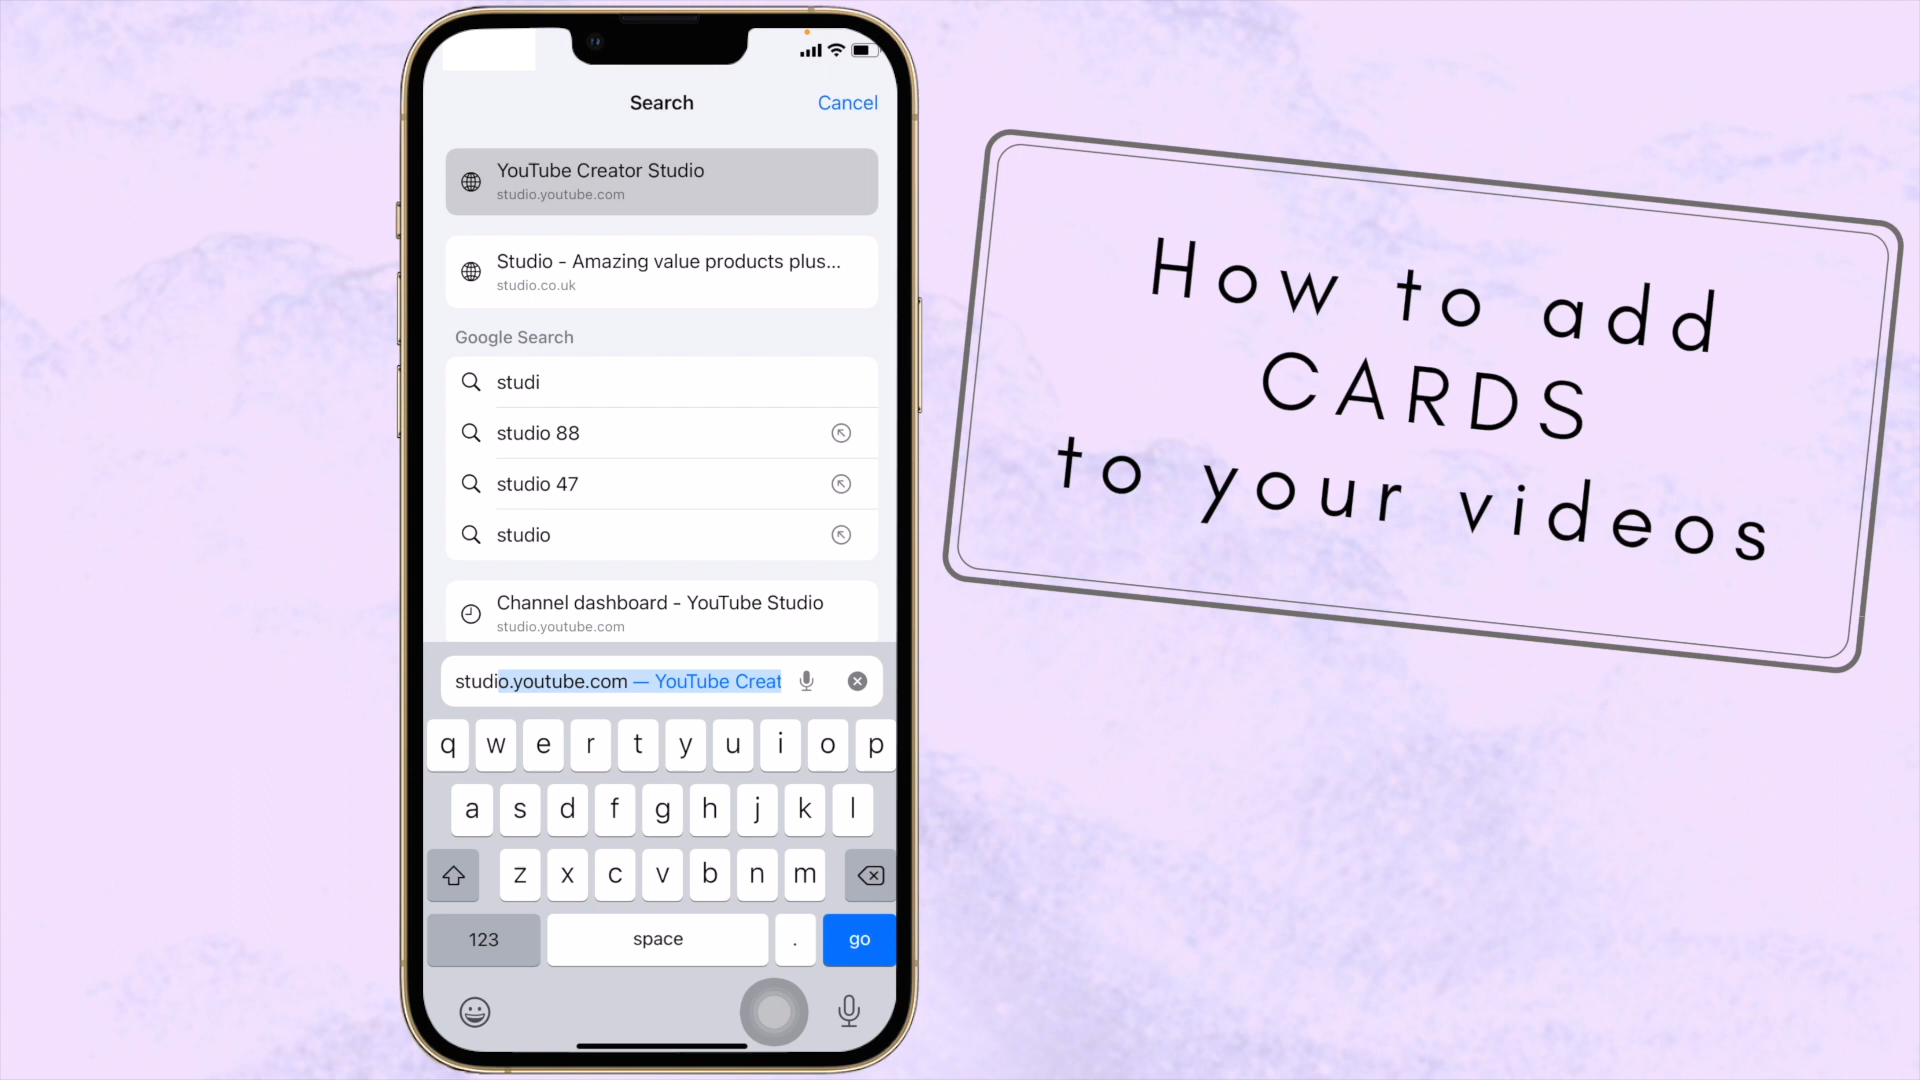 Search
Cancel
YouTube Creator Studio
studio.youtube.com
Studio - Amazing value products plus...
studio.co.uk
Google Search
studi
studio 88
studio 47
studio
Channel dashboard - YouTube Studio
studio.youtube.com
studio.youtube.com — YouTube Creat
q w e r t y u i o p
a s d f g h j k l
z x c v b n m
123 space . go
How to add
CARDS
to your videos